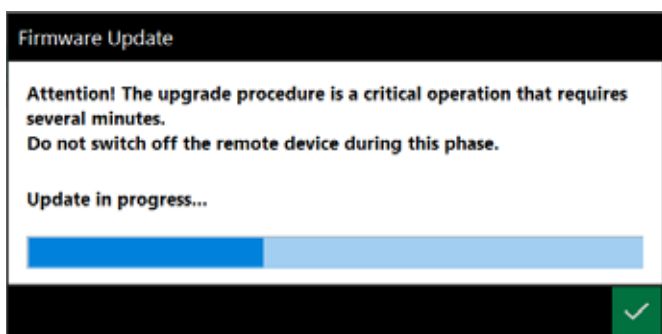 Firmware Update
Attention! The upgrade procedure is a critical operation that requires
several minutes.
Do not switch off the remote device during this phase.
Update in progress...